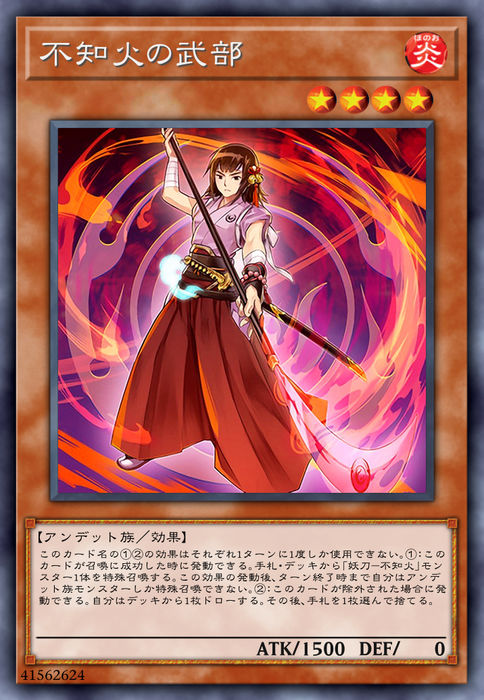 不知火の武部
ほのお
炎
【アンデット族／効果】
このカード名の①②の効果はそれぞれ1ターンに1度しか使用できない。①:この
カードが召喚に成功した時に発動できる。手札・デッキから「妖刀－不知火」モン
スター1体を特殊召喚する。この効果の発動後、ターン終了時まで自分はアンデッ
ト族モンスターしか特殊召喚できない。②:このカードが除外された場合に発
動できる。自分はデッキから1枚ドローする。その後、手札を1枚選んで捨てる。
ATK/1500 DEF/ 0
41562624